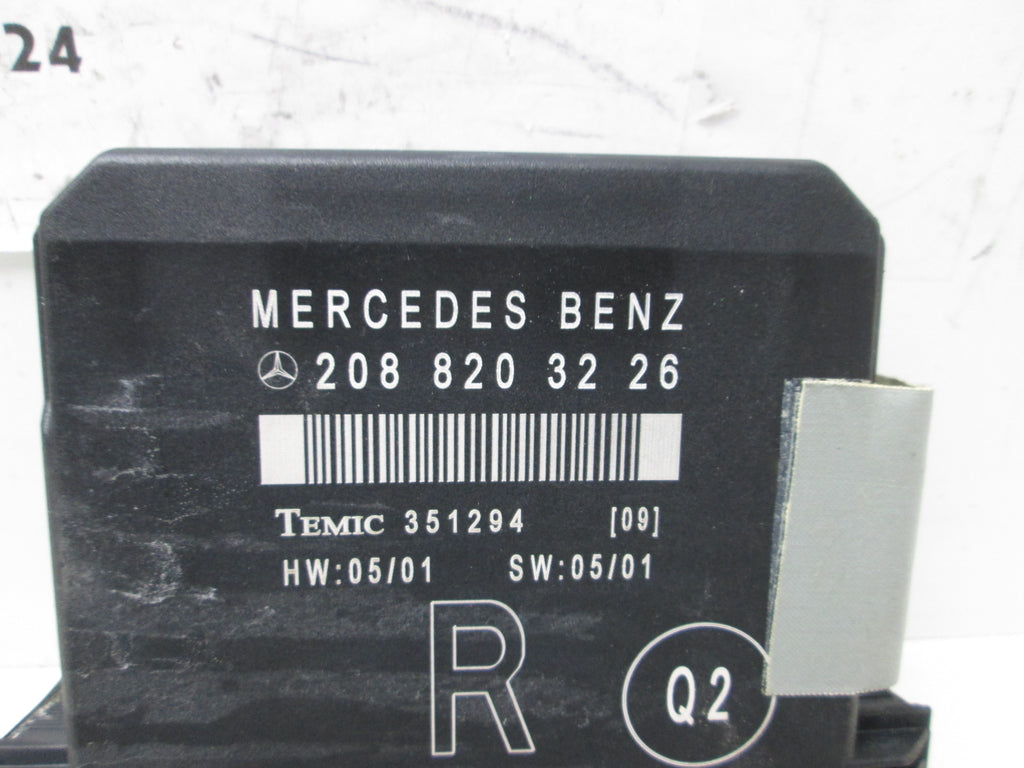 24
MERCEDES BENZ
208 820 32 26
TEMIC 351294 [09]
HW:05/01 SW:05/01
R
Q2